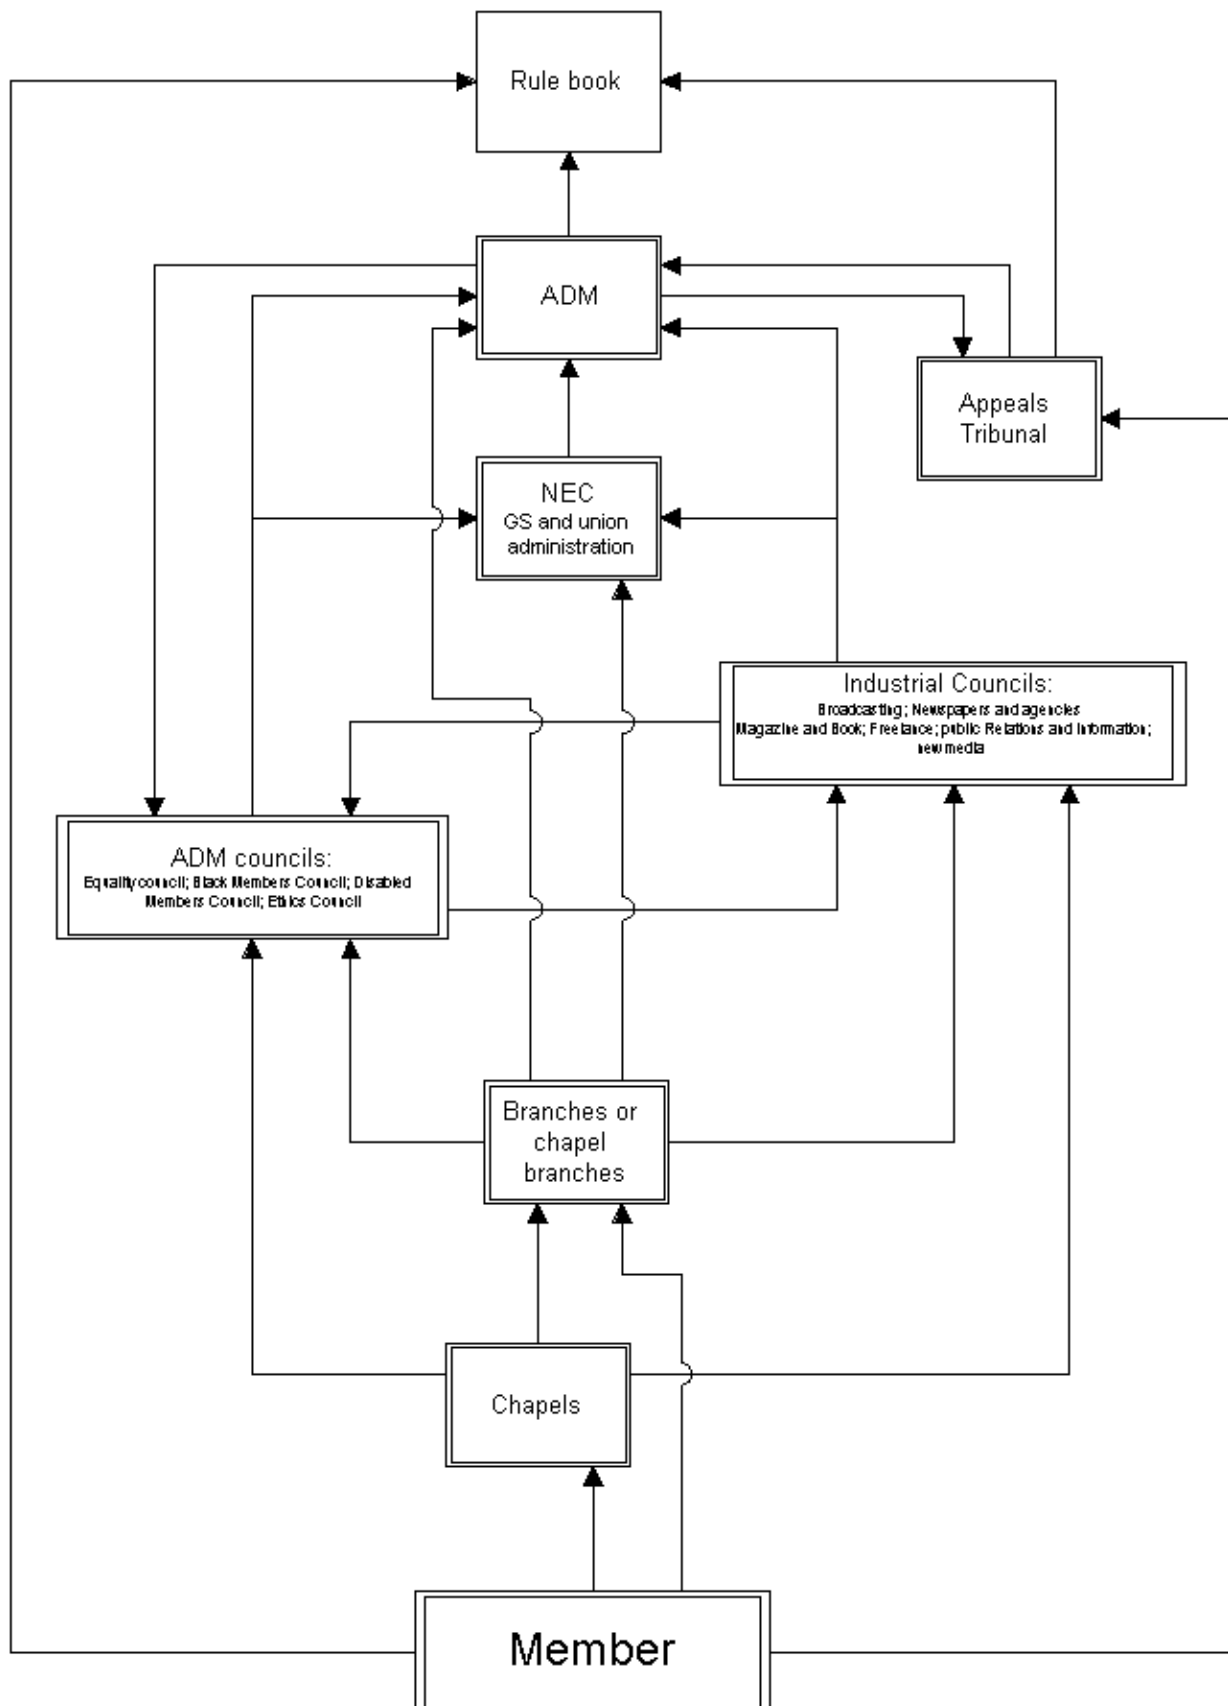 Rule book
ADM
Appeals
Tribunal
NEC
GS and union
administration
Industrial Councils:
Broadcasting; Newspapers and agencies
Magazine and Book; Freelance; public Relations and Information;
new media
ADM councils:
Equality council; Black Members Council; Disabled
Members Council; Ethics Council
Branches or
chapel
branches
Chapels
Member